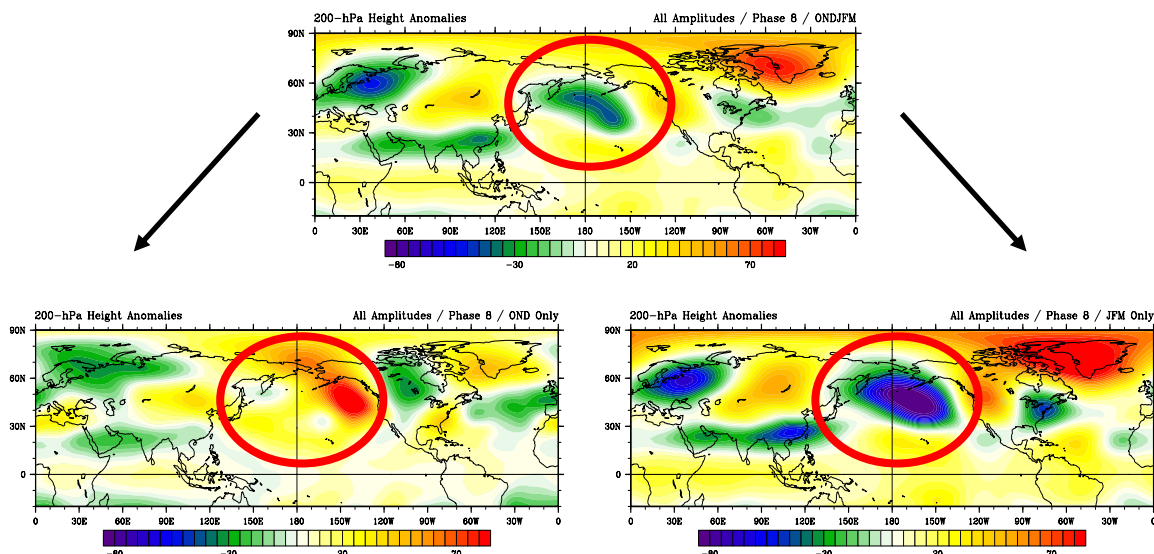 200-hPa Height Anomalies All Amplitudes / Phase 8 / ONDJFM
90N
60N
30N
0
0 30E 60E 90E 120E 150E 180 150W 120W 90W 60W 30W 0
-80 -30 20 70
200-hPa Height Anomalies All Amplitudes / Phase 8 / OND Only
90N
60N
30N
0
0 30E 60E 90E 120E 150E 180 150W 120W 90W 60W 30W 0
200-hPa Height Anomalies All Amplitudes / Phase 8 / JFM Only
90N
60N
30N
0
0 30E 60E 90E 120E 150E 180 150W 120W 90W 60W 30W 0